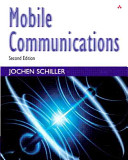 Mobile
Communications
Second Edition
JOCHEN SCHILLER